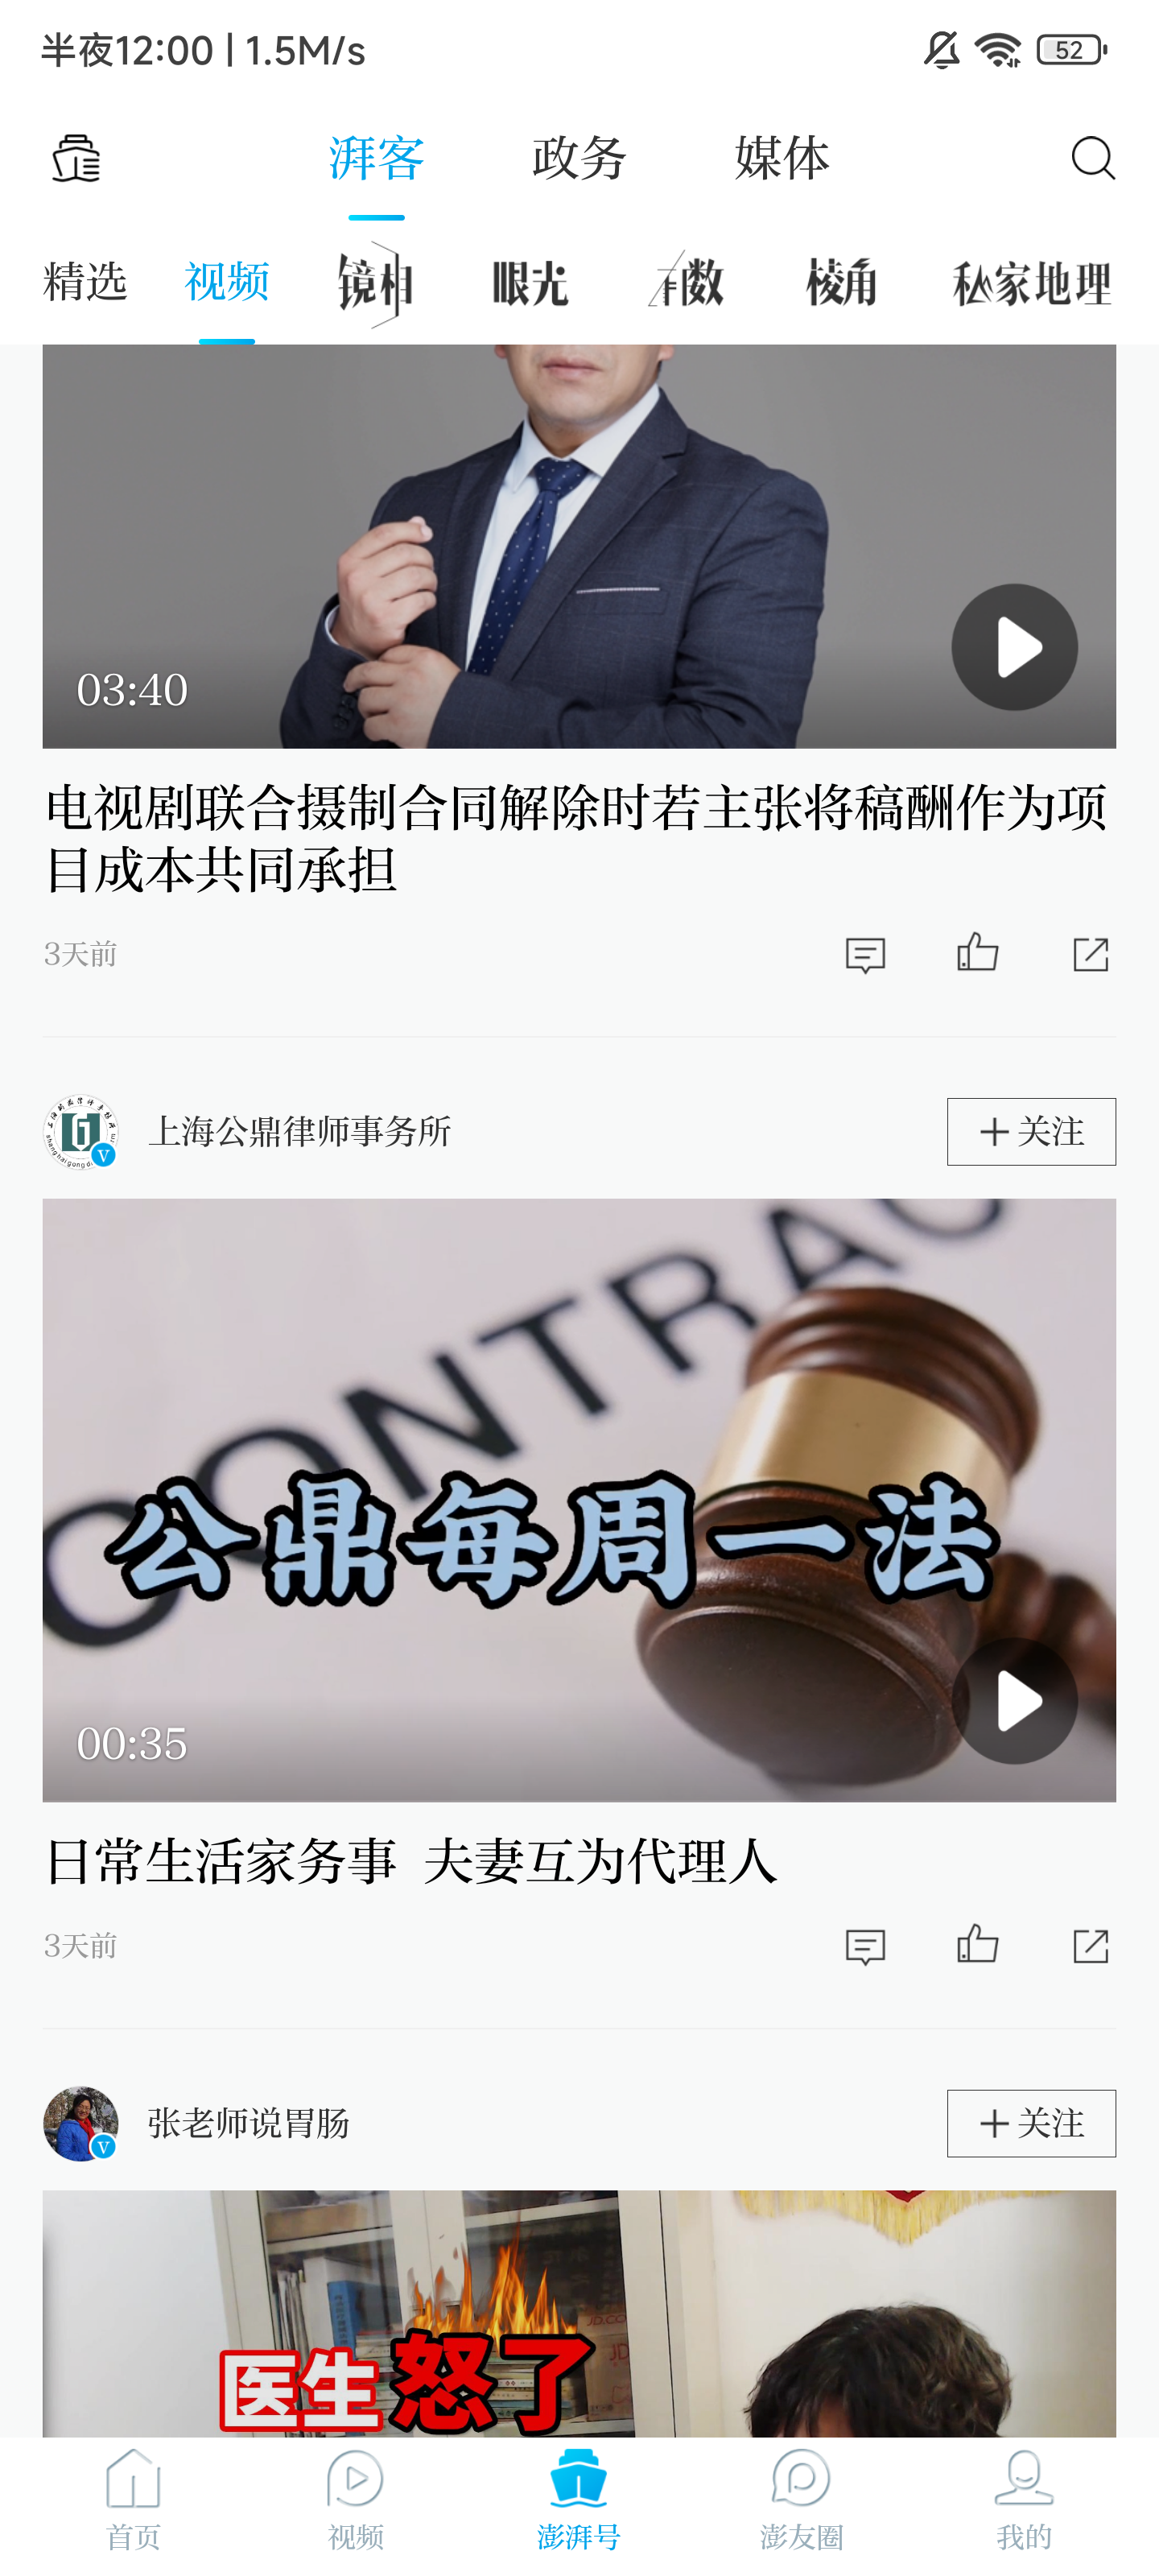 半夜12:00 | 1.5M/s
52
湃客 政务 媒体
精选 视频 镜相 眼光 有数 棱角 私家地理
03:40
电视剧联合摄制合同解除时若主张将稿酬作为项
目成本共同承担
3天前
上海公鼎律师事务所
+ 关注
CONTRAC
公鼎每周一法
00:35
日常生活家务事 夫妻互为代理人
3天前
张老师说胃肠
+ 关注
医生怒了
首页 视频 澎湃号 澎友圈 我的